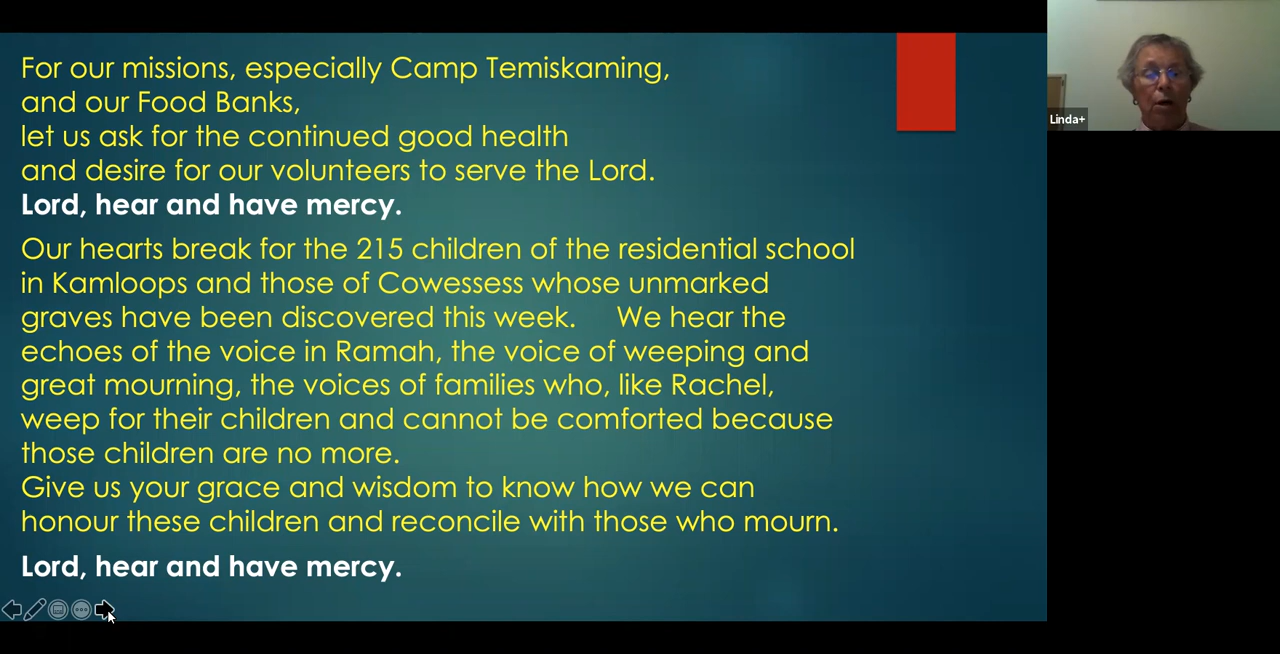 For our missions, especially Camp Temiskaming,
and our Food Banks,
let us ask for the continued good health
and desire for our volunteers to serve the Lord.
Lord, hear and have mercy.
Our hearts break for the 215 children of the residential school
in Kamloops and those of Cowessess whose unmarked
graves have been discovered this week. We hear the
echoes of the voice in Ramah, the voice of weeping and
great mourning, the voices of families who, like Rachel,
weep for their children and cannot be comforted because
those children are no more.
Give us your grace and wisdom to know how we can
honour these children and reconcile with those who mourn.
Lord, hear and have mercy.
Linda+